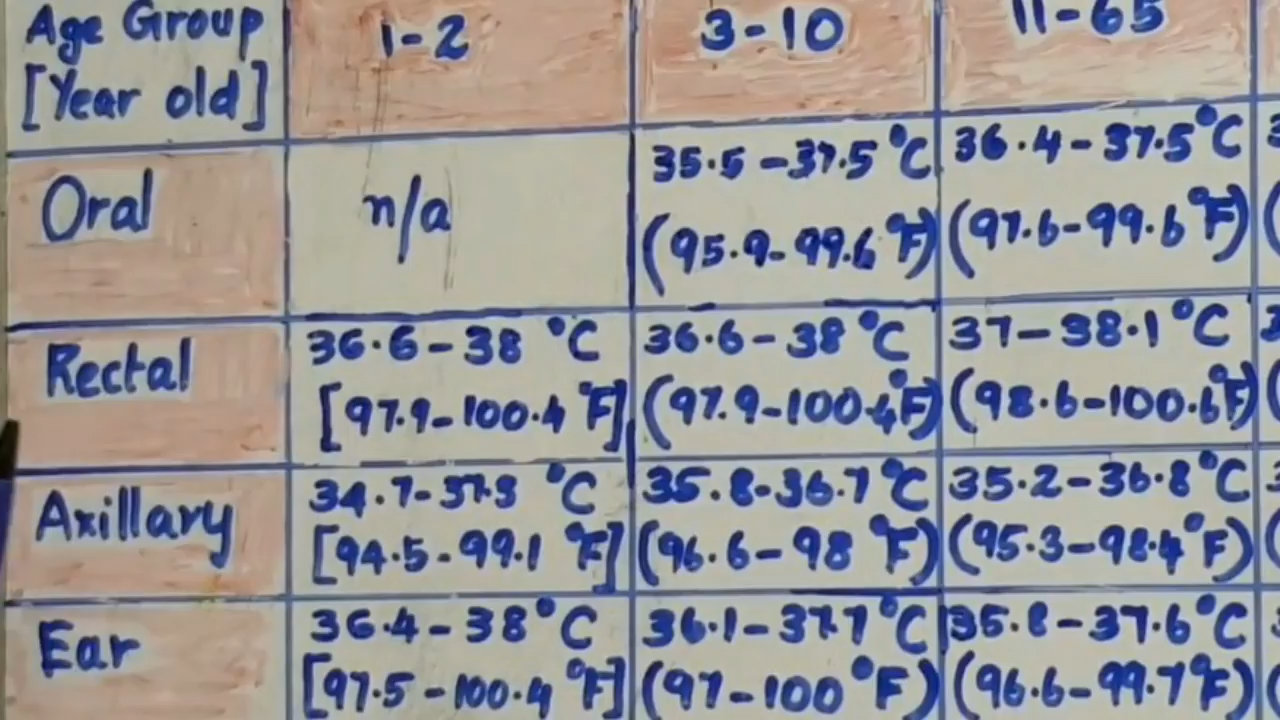 Age Group
[Year old]
1-2
3-10
11-65
Oral
n/a
35.5-37.5°C
(95.9-99.6°F)
36.4-37.5°C
(97.6-99.6°F)
Rectal
36.6-38 °C
[97.9-100.4°F]
36.6-38°C
(97.9-100.4°F)
37-38.1°C
(98.6-100.6°F)
Axillary
34.7-37.3 °C
[94.5-99.1 °F]
35.8-36.7°C
(96.6-98 °F)
35.2-36.8°C
(95.3-98.4°F)
Ear
36.4-38°C
[97.5-100.4°F]
36.1-37.7°C
(97-100°F)
35.8-37.6°C
(96.6-99.7°F)